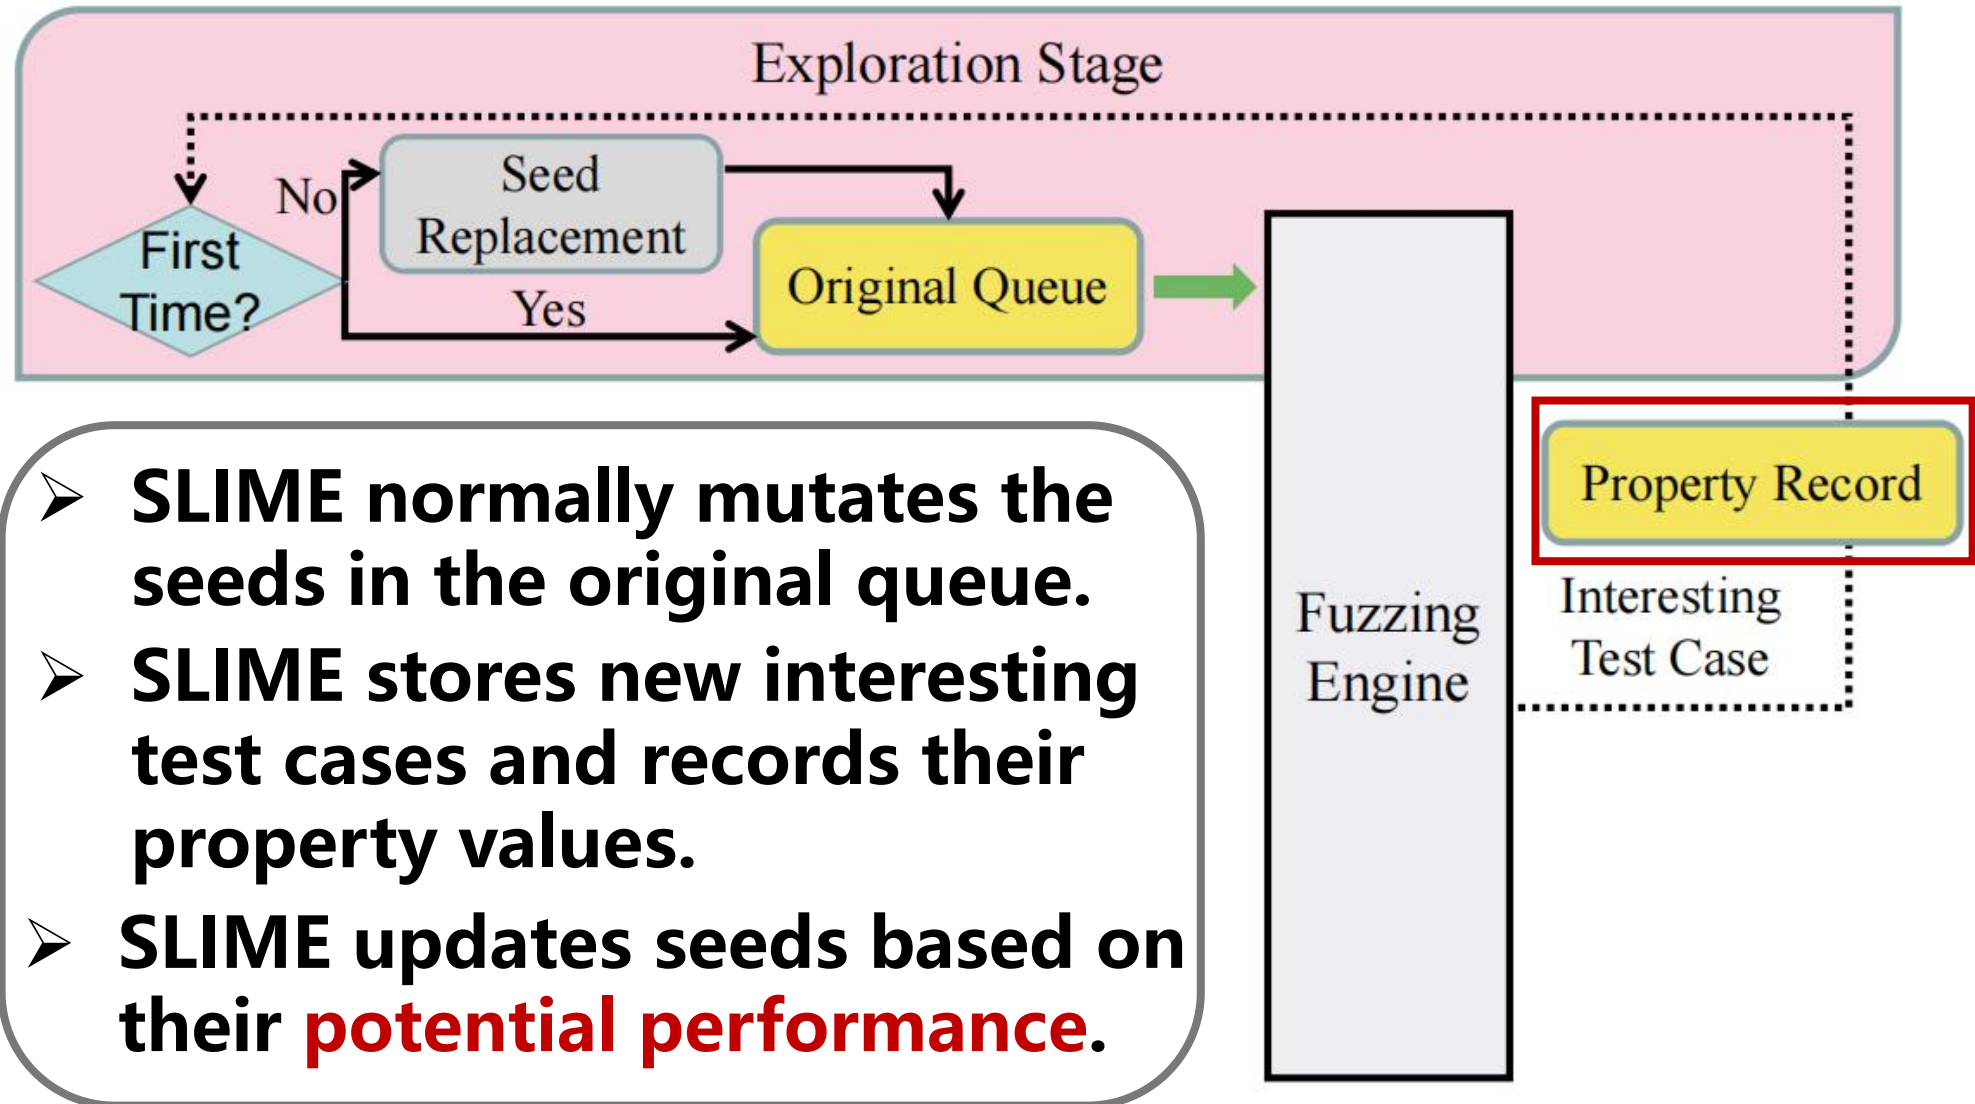 Exploration Stage
No
Seed
Replacement
First
Time?
Yes
Original Queue
Property Record
Interesting
Test Case
Fuzzing
Engine
➢ SLIME normally mutates the
seeds in the original queue.
➢ SLIME stores new interesting
test cases and records their
property values.
➢ SLIME updates seeds based on
their potential performance.